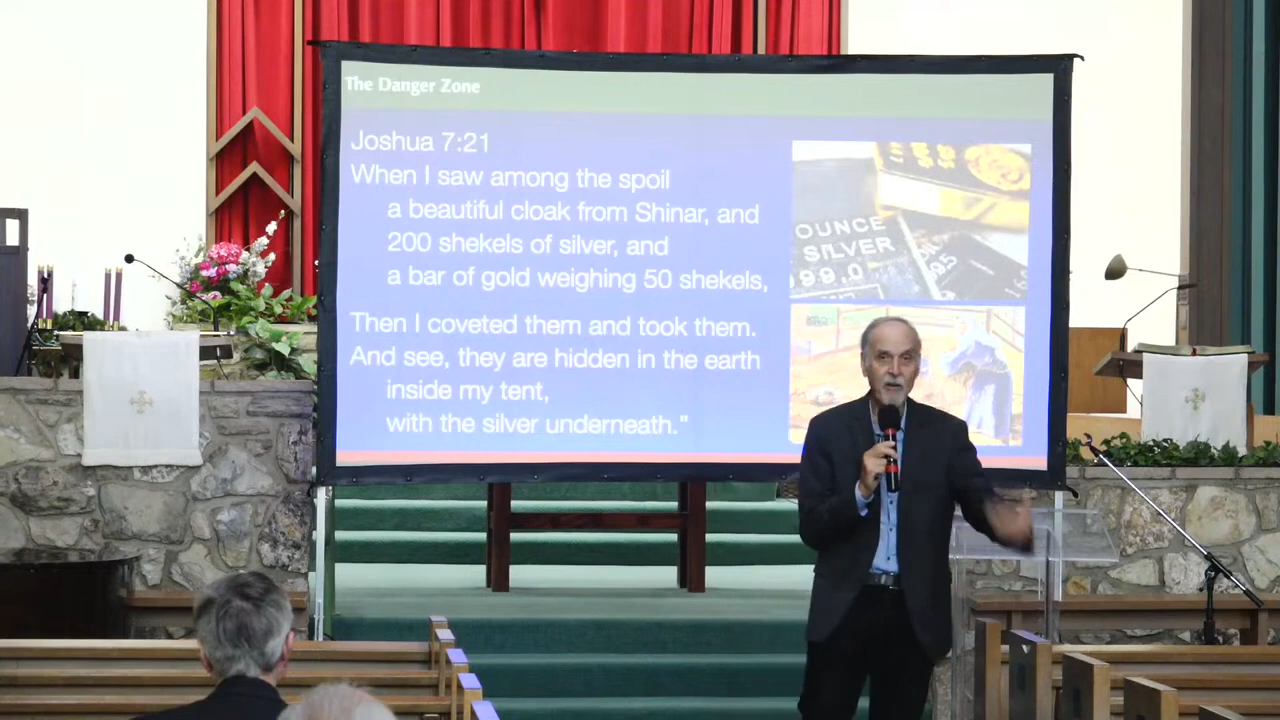 The Danger Zone
Joshua 7:21
When I saw among the spoil
a beautiful cloak from Shinar, and
200 shekels of silver, and
a bar of gold weighing 50 shekels,
Then I coveted them and took them.
And see, they are hidden in the earth
inside my tent,
with the silver underneath."
OUNCE
SILVER
999.0